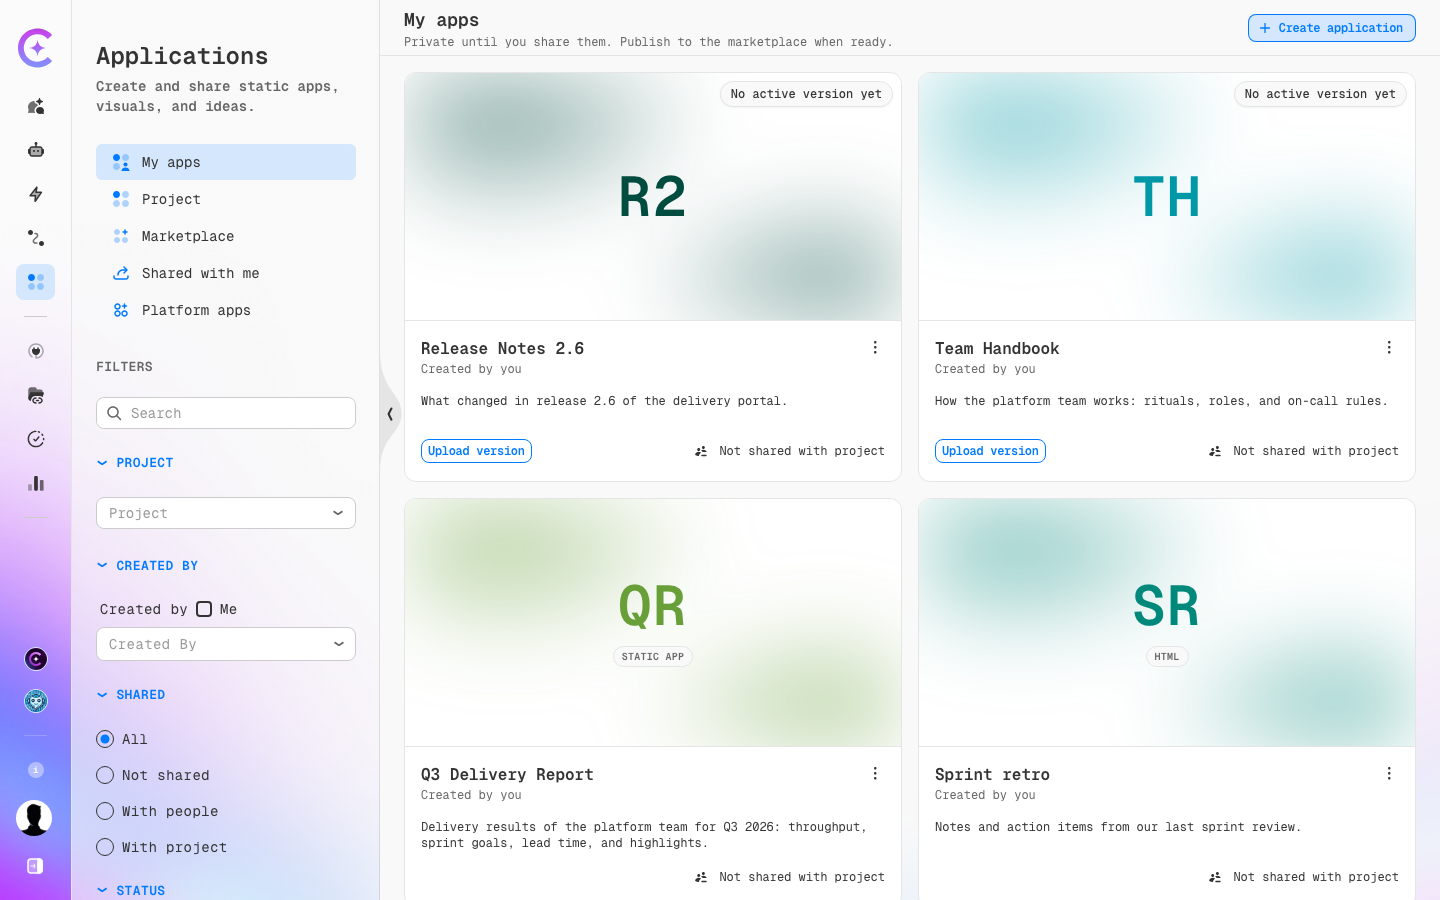 Applications
Create and share static apps,
visuals, and ideas.
My apps
Project
Marketplace
Shared with me
Platform apps
FILTERS
Search
PROJECT
Project
CREATED BY
Created by Me
Created By
SHARED
All
Not shared
With people
With project
STATUS
My apps
Private until you share them. Publish to the marketplace when ready.
Create application
No active version yet
R2
Release Notes 2.6
Created by you
What changed in release 2.6 of the delivery portal.
Upload version
Not shared with project
No active version yet
TH
Team Handbook
Created by you
How the platform team works: rituals, roles, and on-call rules.
Upload version
Not shared with project
QR
STATIC APP
Q3 Delivery Report
Created by you
Delivery results of the platform team for Q3 2026: throughput,
sprint goals, lead time, and highlights.
Not shared with project
SR
HTML
Sprint retro
Created by you
Notes and action items from our last sprint review.
Not shared with project